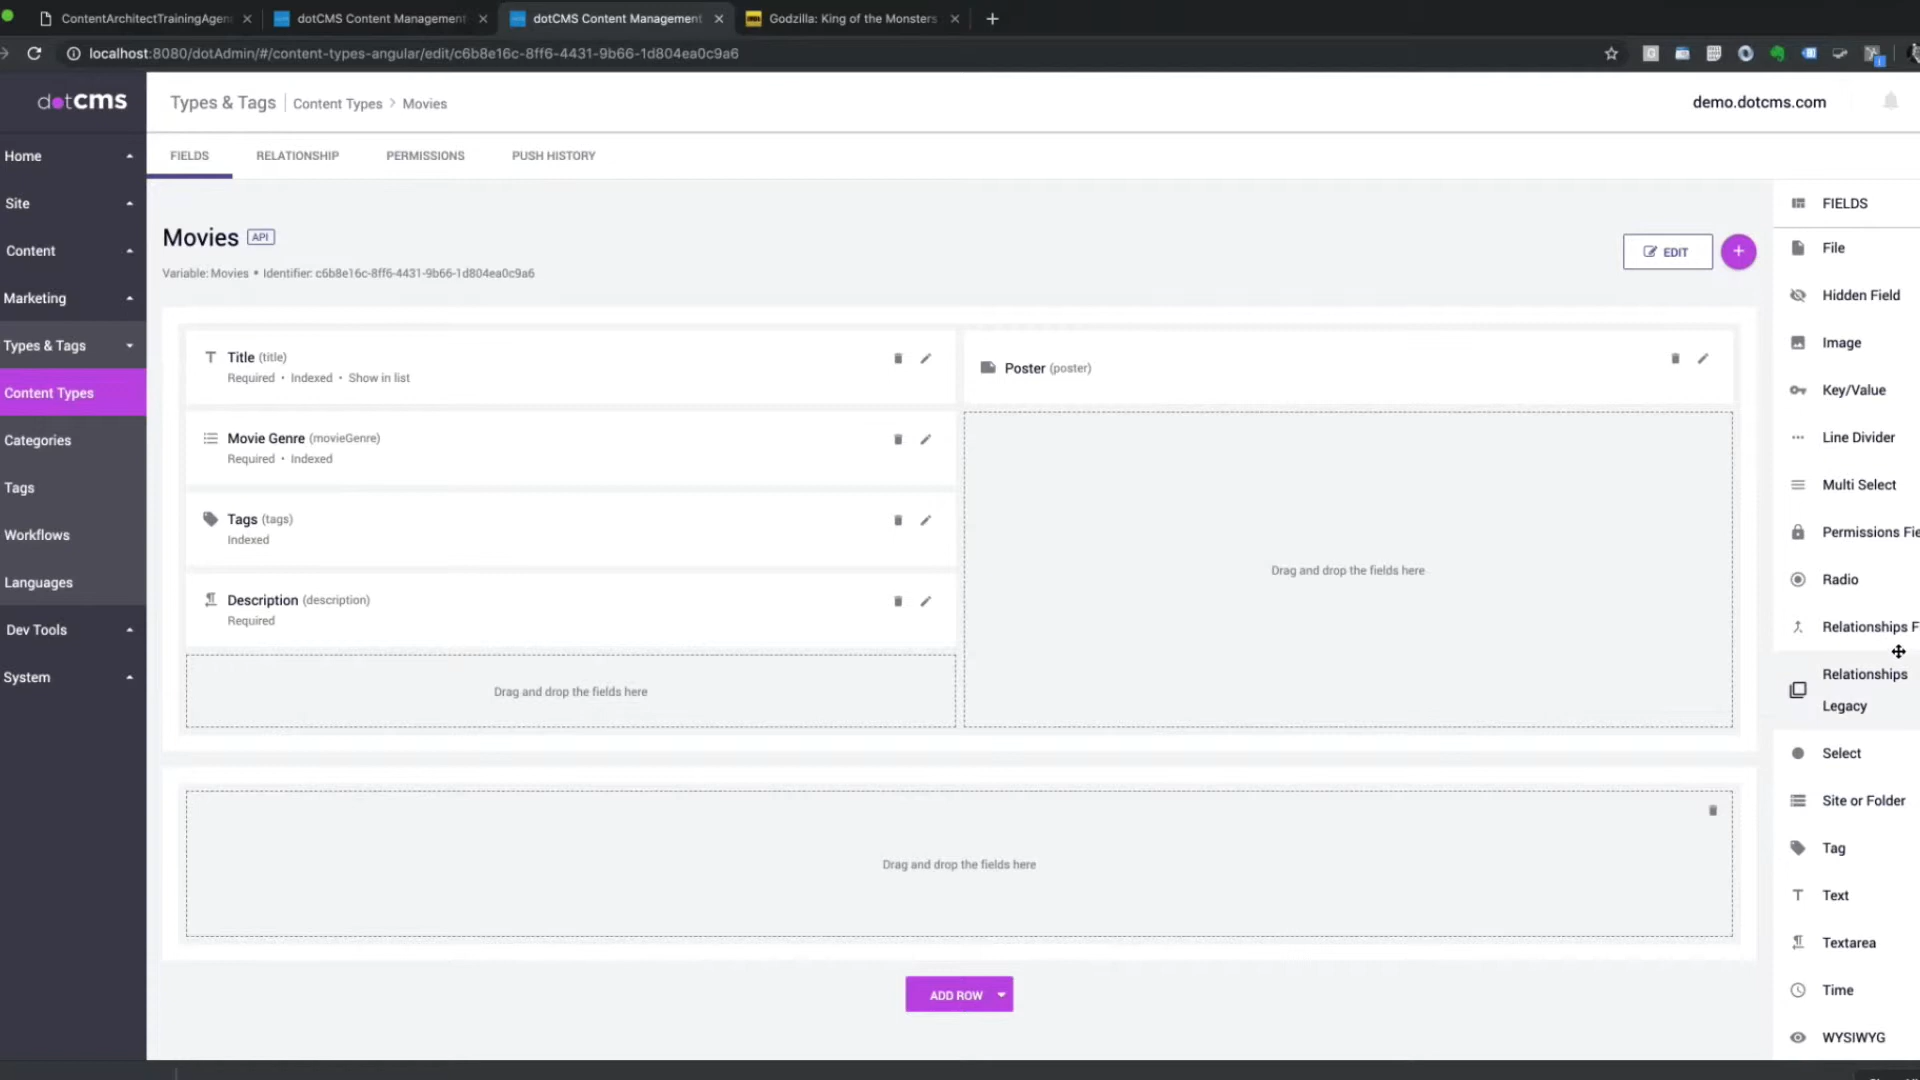 ContentArchitectTrainingAgen
dotCMS Content Management
dotCMS Content Management
Godzilla: King of the Monsters
localhost:8080/dotAdmin/#/content-types-angular/edit/c6b8e16c-8ff6-4431-9b66-1d804ea0c9a6
dotcms
Types & Tags
Content Types > Movies
demo.dotcms.com
Home
Site
Content
Marketing
Types & Tags
Content Types
Categories
Tags
Workflows
Languages
Dev Tools
System
FIELDS
RELATIONSHIP
PERMISSIONS
PUSH HISTORY
Movies API
Variable: Movies • Identifier: c6b8e16c-8ff6-4431-9b66-1d804ea0c9a6
EDIT
Title (title)
Required • Indexed • Show in list
Movie Genre (movieGenre)
Required • Indexed
Tags (tags)
Indexed
Description (description)
Required
Drag and drop the fields here
Poster (poster)
Drag and drop the fields here
Drag and drop the fields here
ADD ROW
FIELDS
File
Hidden Field
Image
Key/Value
Line Divider
Multi Select
Permissions Fie
Radio
Relationships F
Relationships
Legacy
Select
Site or Folder
Tag
Text
Textarea
Time
WYSIWYG